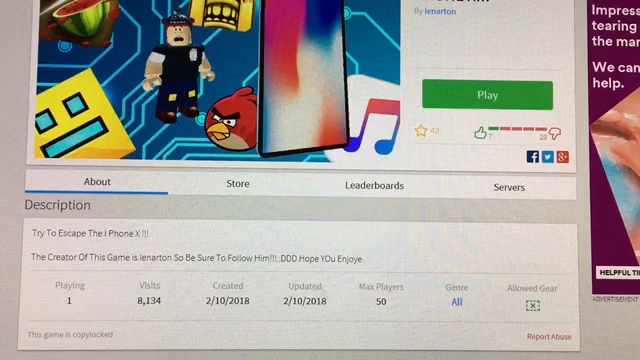 By lenarton
Play
42
7
28
About
Store
Leaderboards
Servers
Description
Try To Escape The I Phone X !!!
The Creator Of This Game is lenarton So Be Sure To Follow Him!!! :DDD Hope YOu Enjoye
Playing
Visits
Created
Updated
Max Players
Genre
Allowed Gear
1
8,134
2/10/2018
2/10/2018
50
All
This game is copylocked
Report Abuse
Impress
tearing
the mar
We can
help.
HELPFUL TI
ADVERTISEMENT